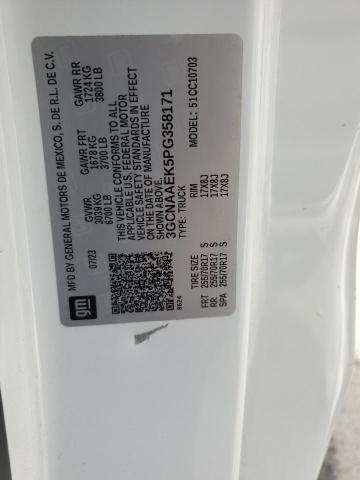 MFD BY GENERAL MOTORS DE MEXICO, S. DE R.L. DE C.V.
07/23 GVWR GAWR FRT GAWR RR
3039 KG 1678 KG 1724 KG
6700 LB 3700 LB 3800 LB
THIS VEHICLE CONFORMS TO ALL
APPLICABLE U.S. FEDERAL MOTOR
VEHICLE SAFETY STANDARDS IN EFFECT
ON THE DATE OF MANUFACTURE
SHOWN ABOVE.
3GCNAAEK5PG358171
TYPE: TRUCK
MODEL: 51CC10703
gm
8624
TIRE SIZE RIM
FRT 255/70R17 S 17X8J
RR 255/70R17 S 17X8J
SPA 255/70R17 S 17X8J